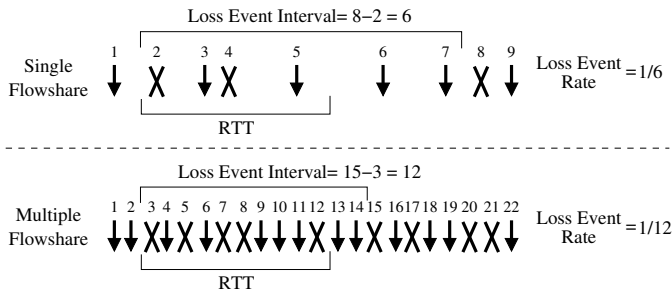 Loss Event Interval= 8−2 = 6
1 2 3 4 5 6 7 8 9
Single
Flowshare
Loss Event
Rate =1/6
RTT
Loss Event Interval= 15−3 = 12
1 2 3 4 5 6 7 8 9 10 11 12 13 14 15 16 17 18 19 20 21 22
Multiple
Flowshare
Loss Event
Rate =1/12
RTT